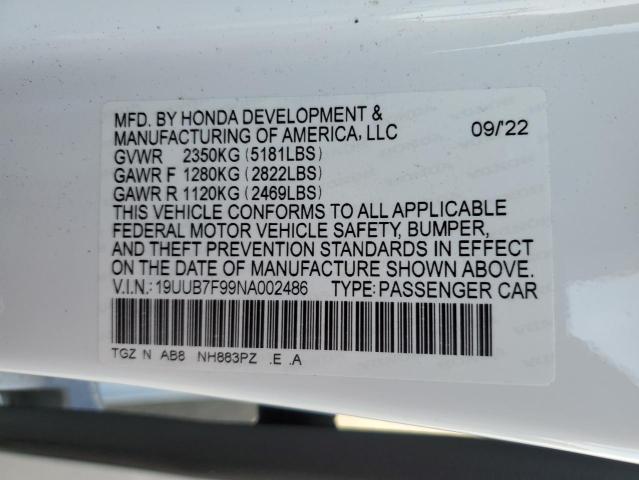 MFD. BY HONDA DEVELOPMENT &
MANUFACTURING OF AMERICA, LLC 09/'22
GVWR 2350KG (5181LBS)
GAWR F 1280KG (2822LBS)
GAWR R 1120KG (2469LBS)
THIS VEHICLE CONFORMS TO ALL APPLICABLE
FEDERAL MOTOR VEHICLE SAFETY, BUMPER,
AND THEFT PREVENTION STANDARDS IN EFFECT
ON THE DATE OF MANUFACTURE SHOWN ABOVE.
V.I.N.: 19UUB7F99NA002486 TYPE: PASSENGER CAR
TGZ N AB8 NH883PZ .E .A